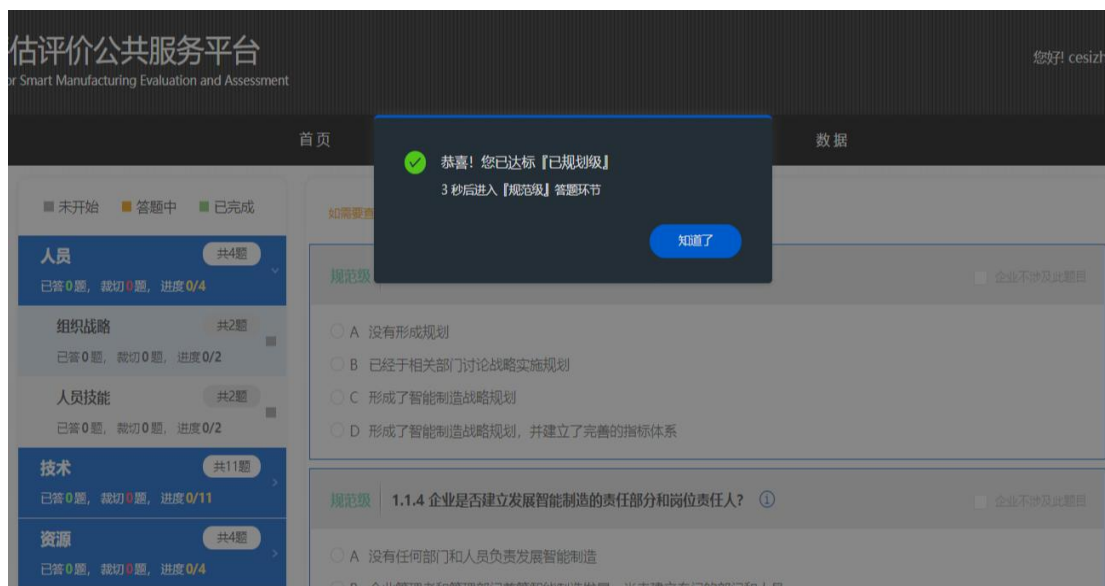 估评价公共服务平台
您好! cesizh
or Smart Manufacturing Evaluation and Assessment
首页
数据
恭喜！您已达标『已规划级』
3 秒后进入『规范级』答题环节
知道了
未开始 答题中 已完成
如需要查
人员 共4题
已答0题，裁切0题，进度0/4
组织战略 共2题
已答0题，裁切0题，进度0/2
人员技能 共2题
已答0题，裁切0题，进度0/2
技术 共11题
已答0题，裁切0题，进度0/11
资源 共4题
已答0题，裁切0题，进度0/4
规范级 企业不涉及此题目
A 没有形成规划
B 已经于相关部门讨论战略实施规划
C 形成了智能制造战略规划
D 形成了智能制造战略规划，并建立了完善的指标体系
规范级 1.1.4 企业是否建立发展智能制造的责任部分和岗位责任人？ 企业不涉及此题目
A 没有任何部门和人员负责发展智能制造